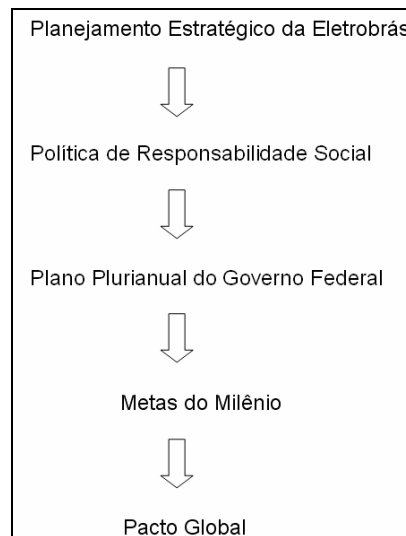 Planejamento Estratégico da Eletrobrás
Política de Responsabilidade Social
Plano Plurianual do Governo Federal
Metas do Milênio
Pacto Global